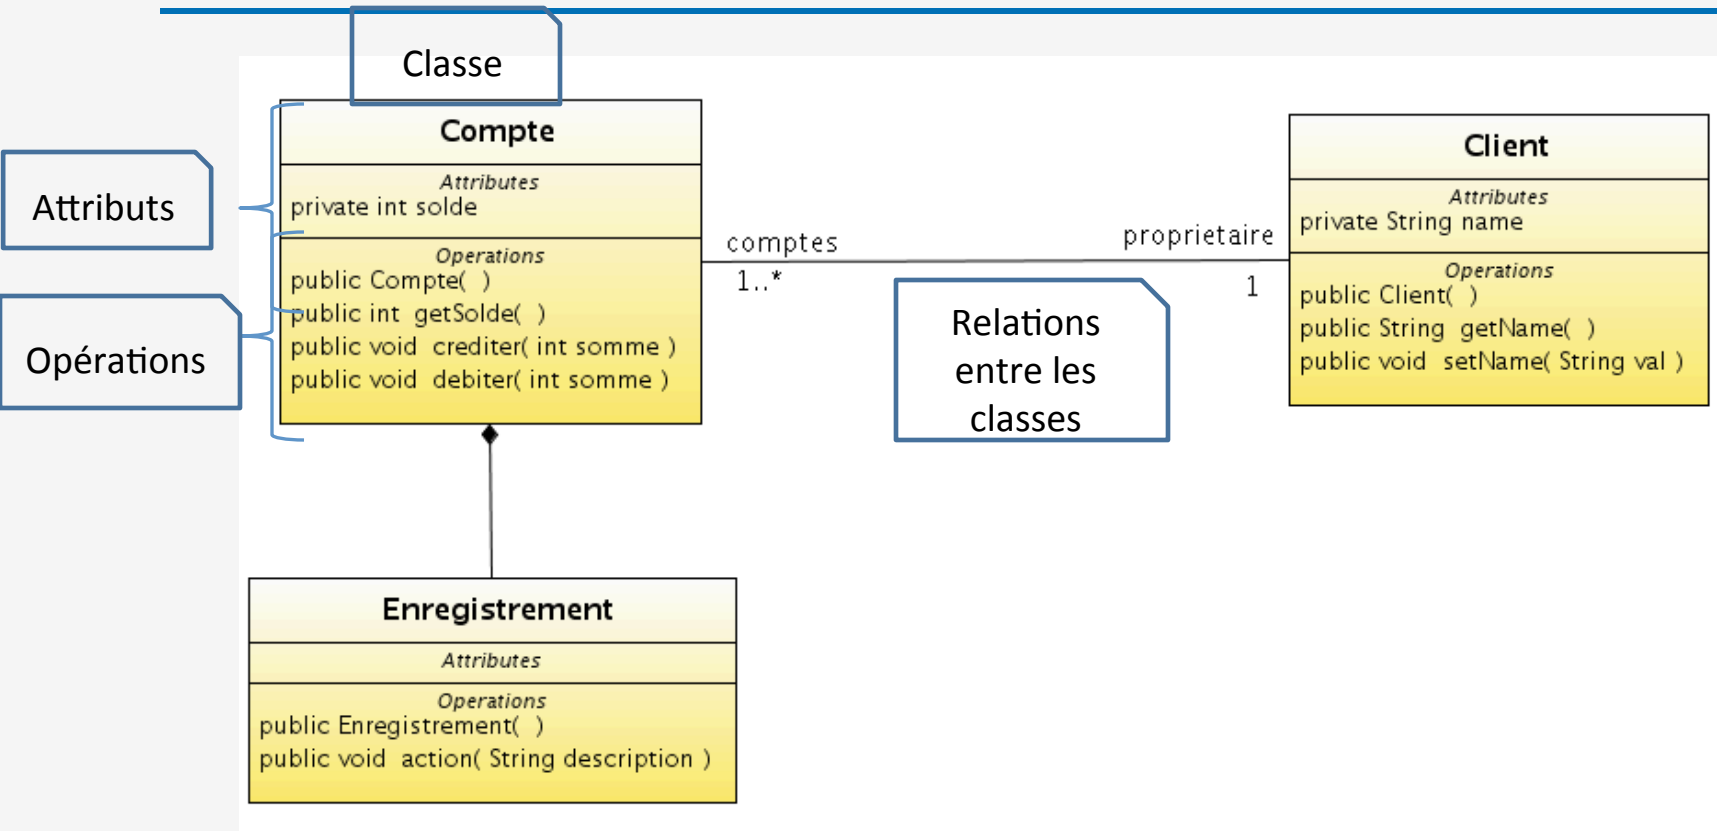 Classe
Attributs
Opérations
Compte
Attributes
private int solde
Operations
public Compte( )
public int getSolde( )
public void crediter( int somme )
public void debiter( int somme )
comptes
1..*
proprietaire
1
Relations
entre les
classes
Client
Attributes
private String name
Operations
public Client( )
public String getName( )
public void setName( String val )
Enregistrement
Attributes
Operations
public Enregistrement( )
public void action( String description )